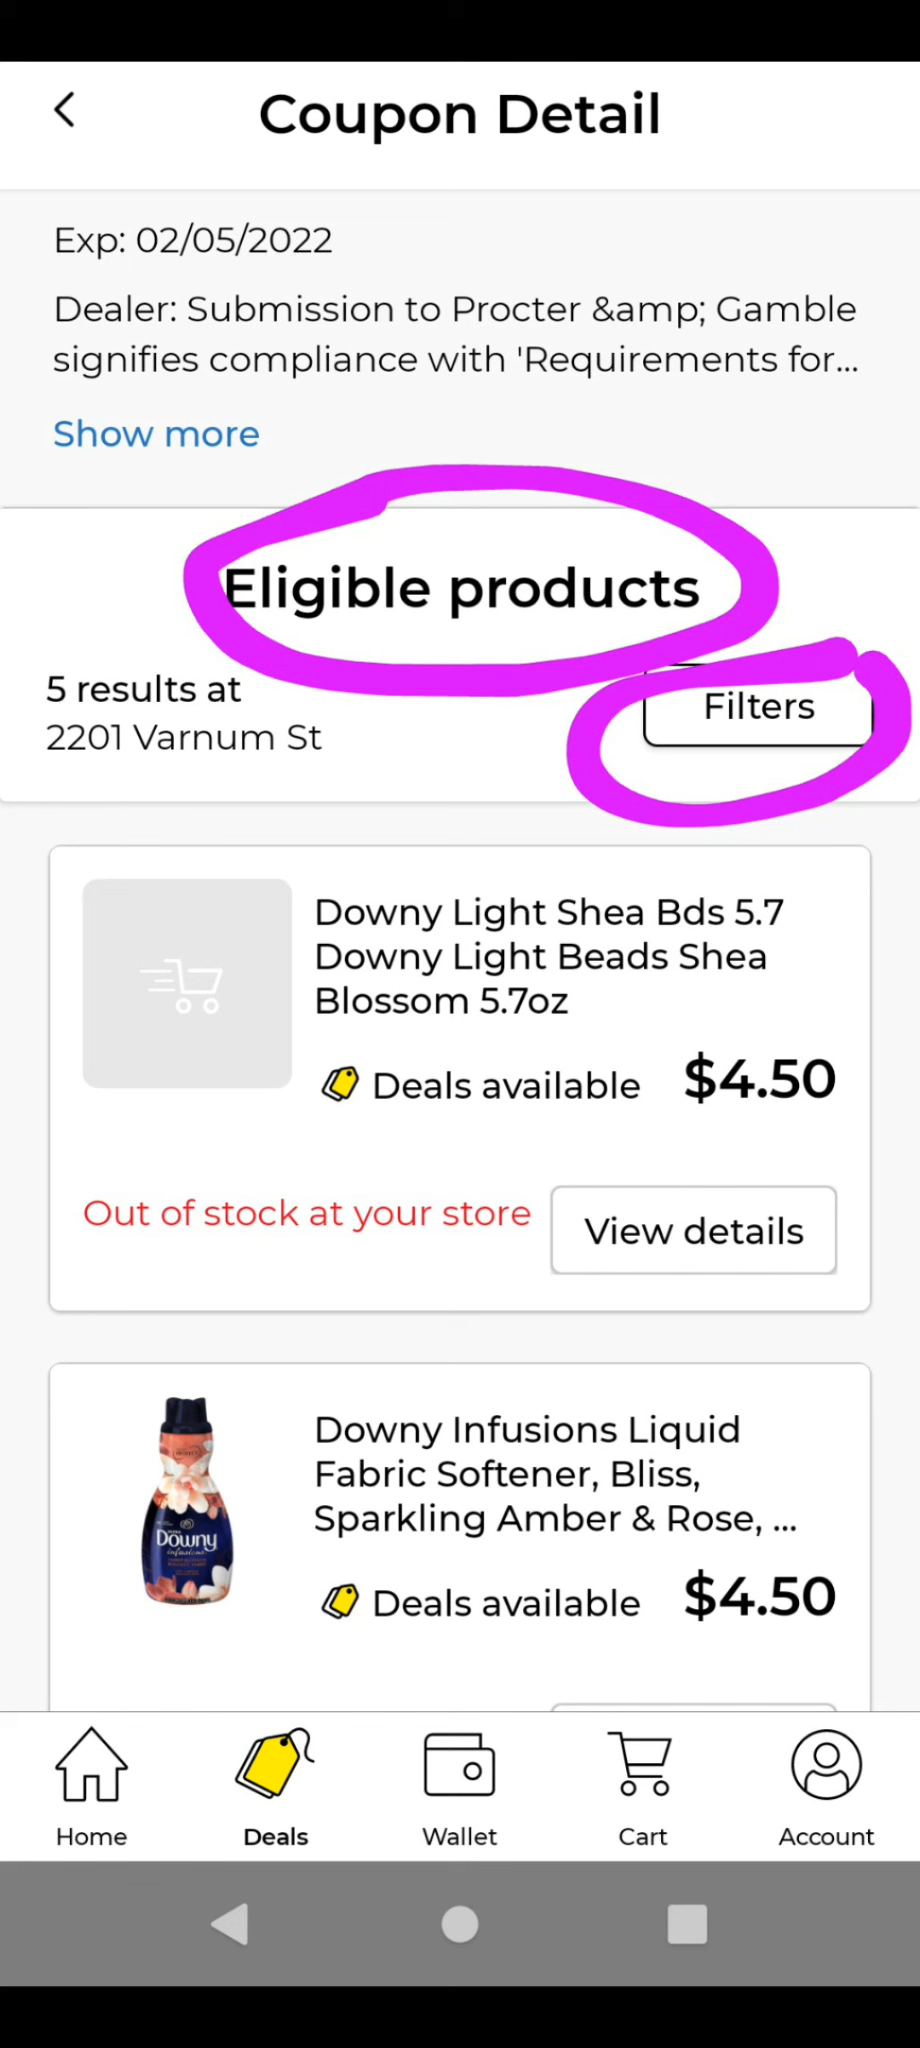 Coupon Detail
Exp: 02/05/2022
Dealer: Submission to Procter &amp; Gamble
signifies compliance with 'Requirements for...
Show more
Eligible products
5 results at
2201 Varnum St
Filters
Downy Light Shea Bds 5.7
Downy Light Beads Shea
Blossom 5.7oz
Deals available $4.50
Out of stock at your store
View details
Downy
infusions
Downy Infusions Liquid
Fabric Softener, Bliss,
Sparkling Amber & Rose, ...
Deals available $4.50
Home Deals Wallet Cart Account